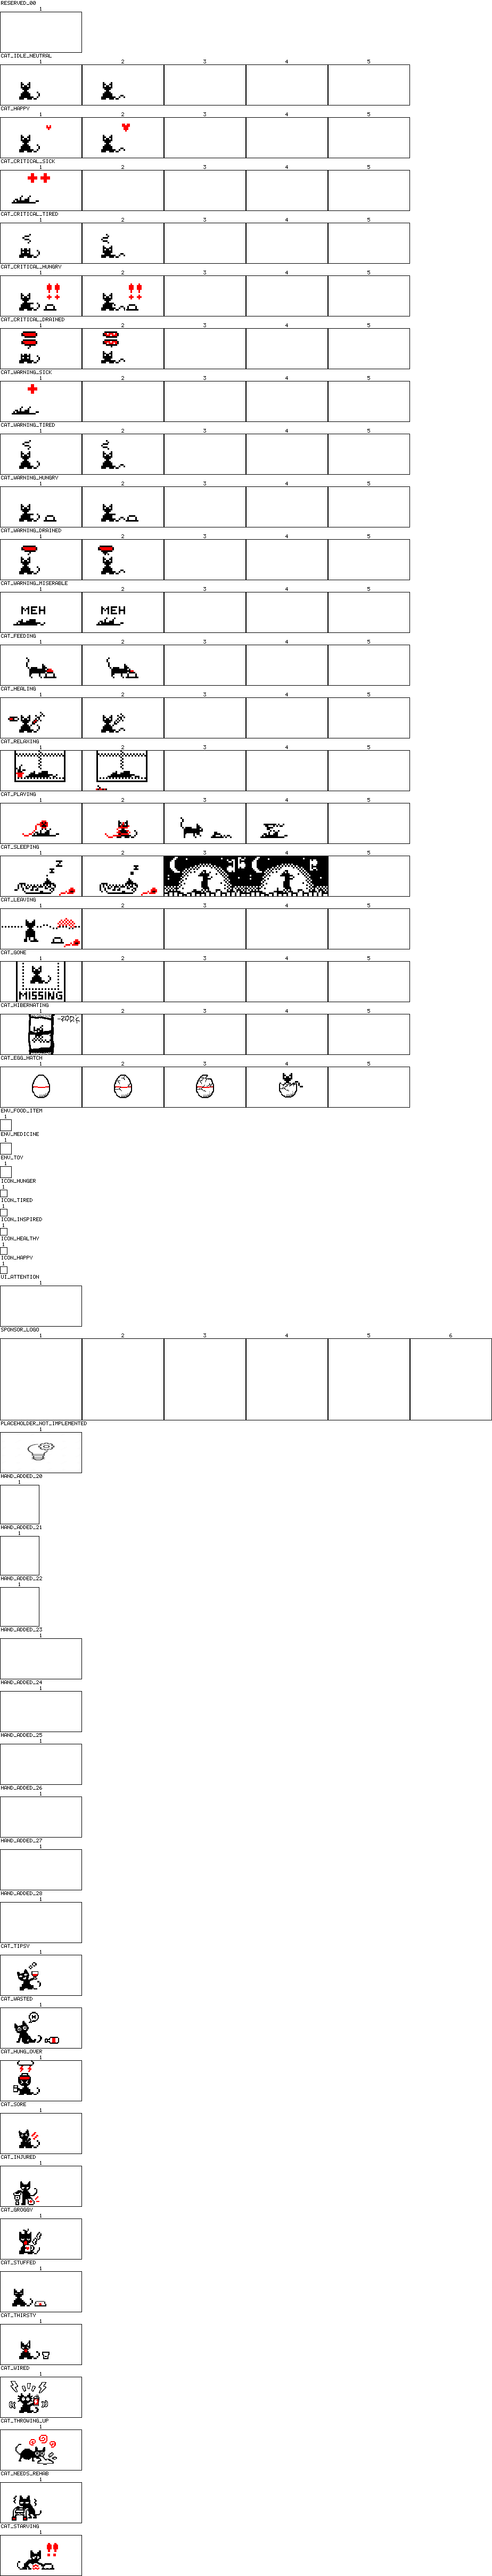 RESERVED_00
1
CAT_IDLE_NEUTRAL
1 2 3 4 5
CAT_HAPPY
1 2 3 4 5
CAT_CRITICAL_SICK
1 2 3 4 5
CAT_CRITICAL_TIRED
1 2 3 4 5
CAT_CRITICAL_HUNGRY
1 2 3 4 5
CAT_CRITICAL_DRAINED
1 2 3 4 5
CAT_WARNING_SICK
1 2 3 4 5
CAT_WARNING_TIRED
1 2 3 4 5
CAT_WARNING_HUNGRY
1 2 3 4 5
CAT_WARNING_DRAINED
1 2 3 4 5
CAT_WARNING_MISERABLE
1 2 3 4 5
MEH MEH
CAT_FEEDING
1 2 3 4 5
CAT_HEALING
1 2 3 4 5
CAT_RELAXING
1 2 3 4 5
CAT_PLAYING
1 2 3 4 5
CAT_SLEEPING
1 2 3 4 5
Z Z Z Z
CAT_LEAVING
1 2 3 4 5
CAT_GONE
1 2 3 4 5
MISSING
CAT_HIBERNATING
1 2 3 4 5
CAT_EGG_HATCH
1 2 3 4 5
ENV_FOOD_ITEM
1
ENV_MEDICINE
1
ENV_TOY
1
ICON_HUNGER
1
ICON_TIRED
1
ICON_INSPIRED
1
ICON_HEALTHY
1
ICON_HAPPY
1
UI_ATTENTION
1
SPONSOR_LOGO
1 2 3 4 5 6
PLACEHOLDER_NOT_IMPLEMENTED
1
HAND_ADDED_20
1
HAND_ADDED_21
1
HAND_ADDED_22
1
HAND_ADDED_23
1
HAND_ADDED_24
1
HAND_ADDED_25
1
HAND_ADDED_26
1
HAND_ADDED_27
1
HAND_ADDED_28
1
CAT_TIPSY
1
CAT_WASTED
1
CAT_HUNG_OVER
1
CAT_SORE
1
CAT_INJURED
1
CAT_GROGGY
1
CAT_STUFFED
1
CAT_THIRSTY
1
CAT_WIRED
1
CAT_THROWING_UP
1
CAT_NEEDS_REHAB
1
CAT_STARVING
1